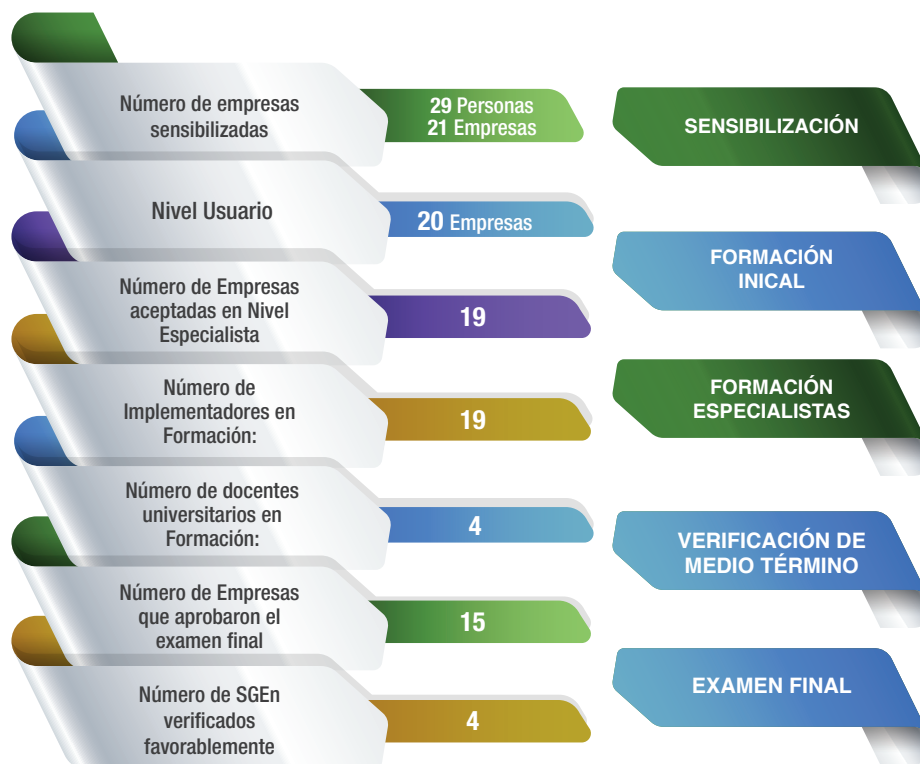 Número de empresas
sensibilizadas
29 Personas
21 Empresas
Nivel Usuario
20 Empresas
Número de Empresas
aceptadas en Nivel
Especialista
19
Número de
Implementadores en
Formación:
19
Número de docentes
universitarios en
Formación:
4
Número de Empresas
que aprobaron el
examen final
15
Número de SGEn
verificados
favorablemente
4
SENSIBILIZACIÓN
FORMACIÓN
INICAL
FORMACIÓN
ESPECIALISTAS
VERIFICACIÓN DE
MEDIO TÉRMINO
EXAMEN FINAL